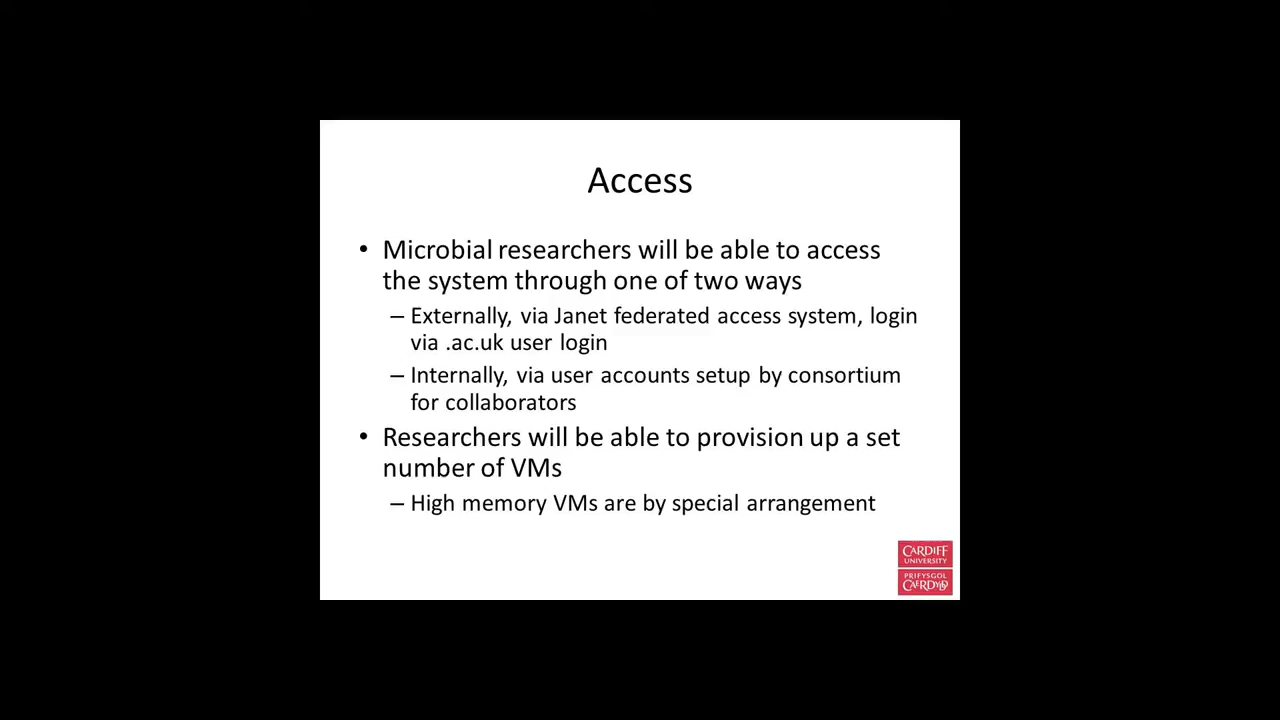 Access
• Microbial researchers will be able to access
the system through one of two ways
– Externally, via Janet federated access system, login
via .ac.uk user login
– Internally, via user accounts setup by consortium
for collaborators
• Researchers will be able to provision up a set
number of VMs
– High memory VMs are by special arrangement
CARDIFF
UNIVERSITY
PRIFYSGOL
CAERDYDD